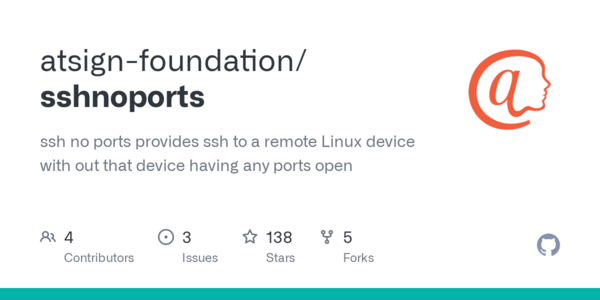 atsign-foundation/
sshnoports
ssh no ports provides ssh to a remote Linux device
with out that device having any ports open
4
Contributors
3
Issues
138
Stars
5
Forks
a